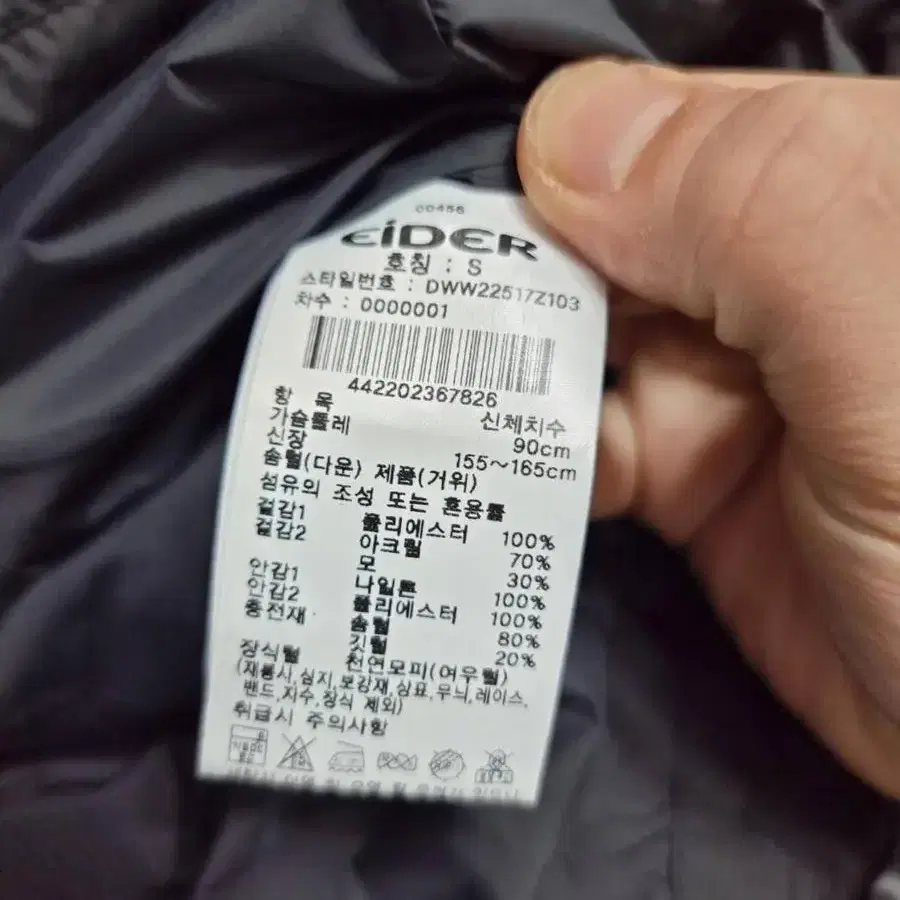 00456
EiDER
호칭 : S
스타일번호 : DWW22517Z103
차수 : 0000001
442202367826
항 목 신체치수
가슴둘레 90cm
신장 155~165cm
솜털(다운) 제품(거위)
섬유의 조성 또는 혼용률
겉감1 폴리에스터 100%
겉감2 아크릴 70%
모 30%
안감1 나일론 100%
안감2 폴리에스터 100%
충전재 솜털 80%
깃털 20%
장식털 천연모피(여우털)
(재봉사,심지,보강재,상표,무늬,레이스,
밴드,지수,장식 제외)
취급시 주의사항